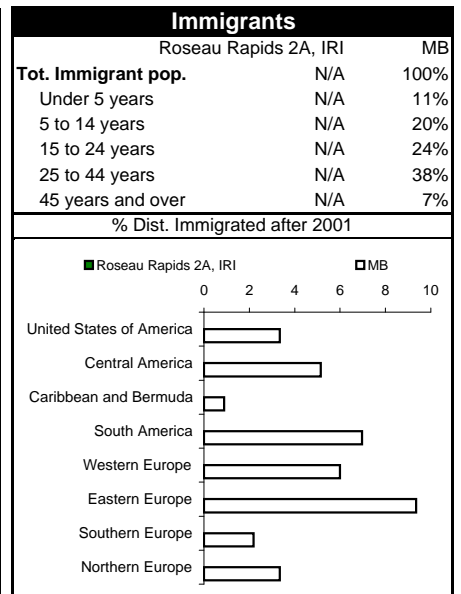 Immigrants
Roseau Rapids 2A, IRI MB
Tot. Immigrant pop. N/A 100%
Under 5 years N/A 11%
5 to 14 years N/A 20%
15 to 24 years N/A 24%
25 to 44 years N/A 38%
45 years and over N/A 7%
% Dist. Immigrated after 2001
Roseau Rapids 2A, IRI MB
0 2 4 6 8 10
United States of America
Central America
Caribbean and Bermuda
South America
Western Europe
Eastern Europe
Southern Europe
Northern Europe